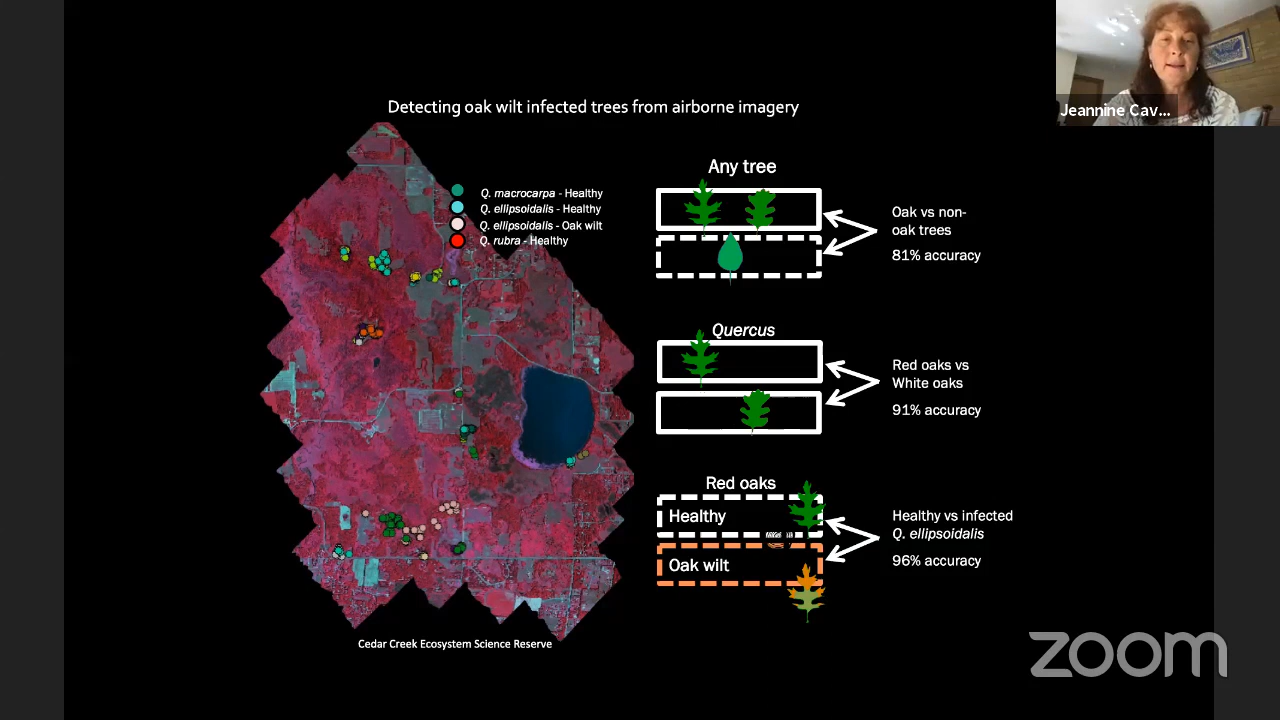 Jeannine Cav...
Detecting oak wilt infected trees from airborne imagery
Q. macrocarpa - Healthy
Q. ellipsoidalis - Healthy
Q. ellipsoidalis - Oak wilt
Q. rubra - Healthy
Any tree
Oak vs non-
oak trees
81% accuracy
Quercus
Red oaks vs
White oaks
91% accuracy
Red oaks
Healthy
Oak wilt
Healthy vs infected
Q. ellipsoidalis
96% accuracy
Cedar Creek Ecosystem Science Reserve
zoom